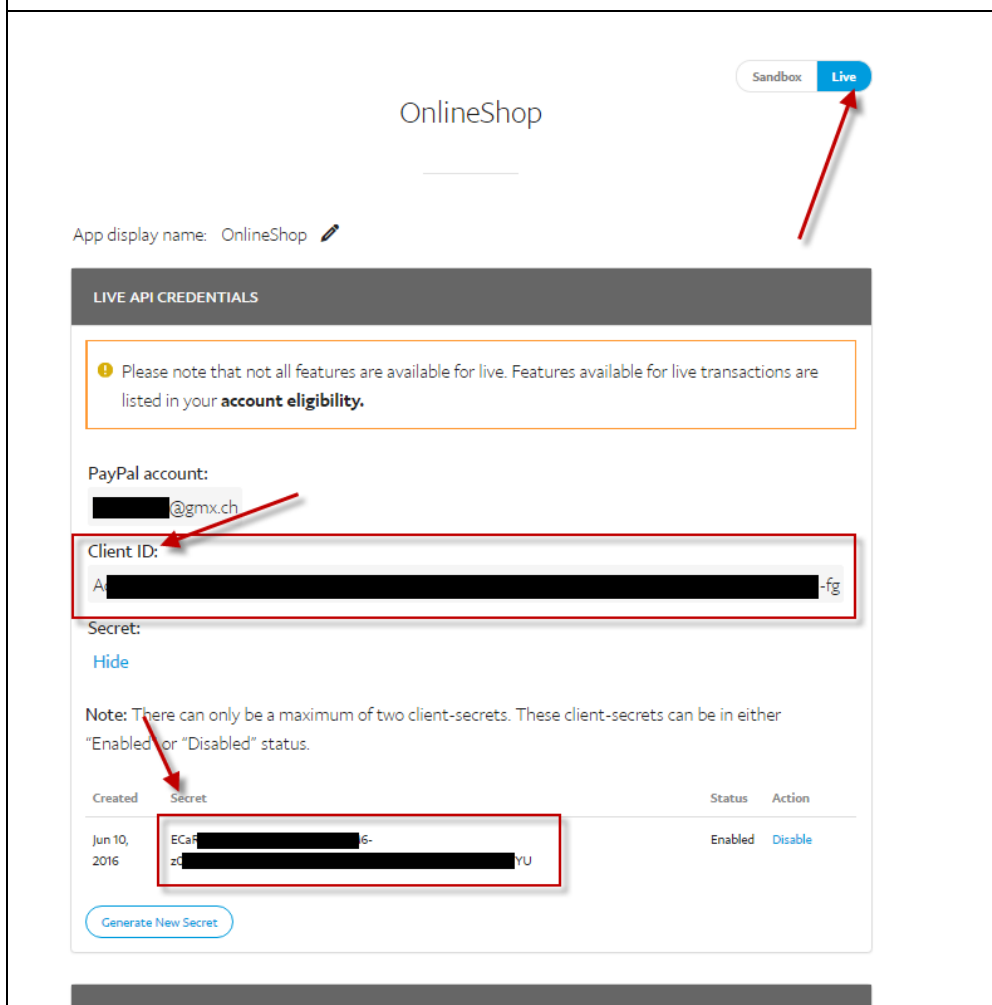 Sandbox Live
OnlineShop
App display name: OnlineShop
LIVE API CREDENTIALS
Please note that not all features are available for live. Features available for live transactions are
listed in your account eligibility.
PayPal account:
@gmx.ch
Client ID:
-fg
Secret:
Hide
Note: There can only be a maximum of two client-secrets. These client-secrets can be in either
“Enabled” or “Disabled” status.
Created Secret Status Action
Jun 10, ECaR 6- Enabled Disable
2016 YU
Generate New Secret